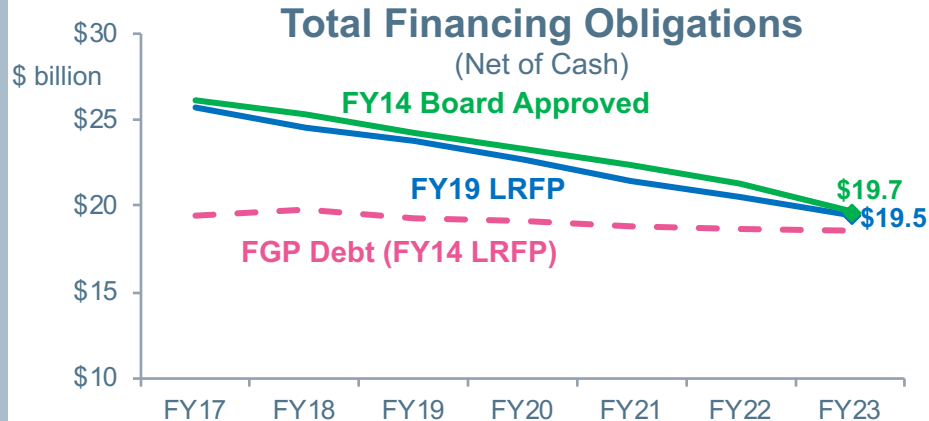 Total Financing Obligations
(Net of Cash)
$30
$ billion
FY14 Board Approved
$25
FY19 LRFP
$19.7
$20
$19.5
FGP Debt (FY14 LRFP)
$15
$10
FY17 FY18 FY19 FY20 FY21 FY22 FY23